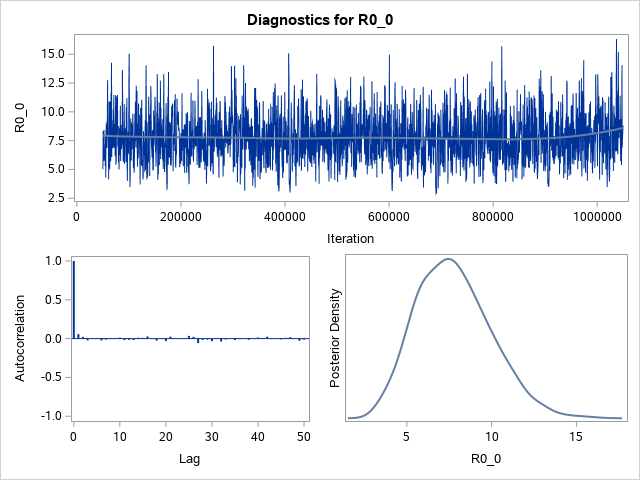 Diagnostics for R0_0
R0_0
15.0
12.5
10.0
7.5
5.0
2.5
0 200000 400000 600000 800000 1000000
Iteration
Autocorrelation
1.0
0.5
0.0
-0.5
-1.0
0 10 20 30 40 50
Lag
Posterior Density
5 10 15
R0_0